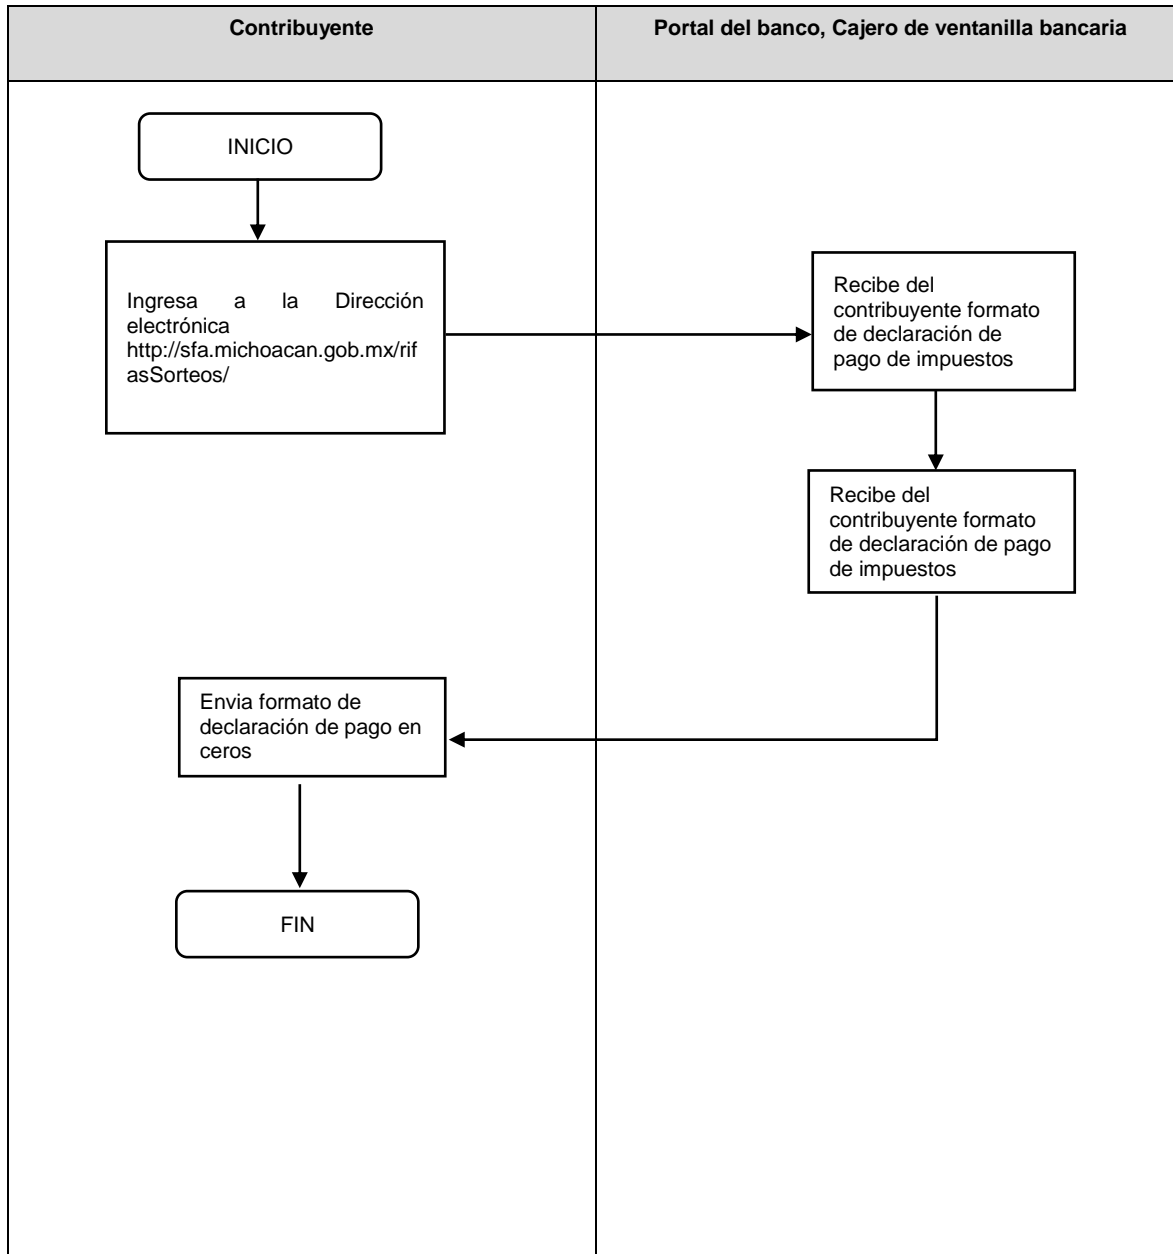 Contribuyente
Portal del banco, Cajero de ventanilla bancaria
INICIO
Ingresa a la Dirección
electrónica
http://sfa.michoacan.gob.mx/rif
asSorteos/
Recibe del
contribuyente formato
de declaración de
pago de impuestos
Recibe del
contribuyente formato
de declaración de pago
de impuestos
Envia formato de
declaración de pago en
ceros
FIN